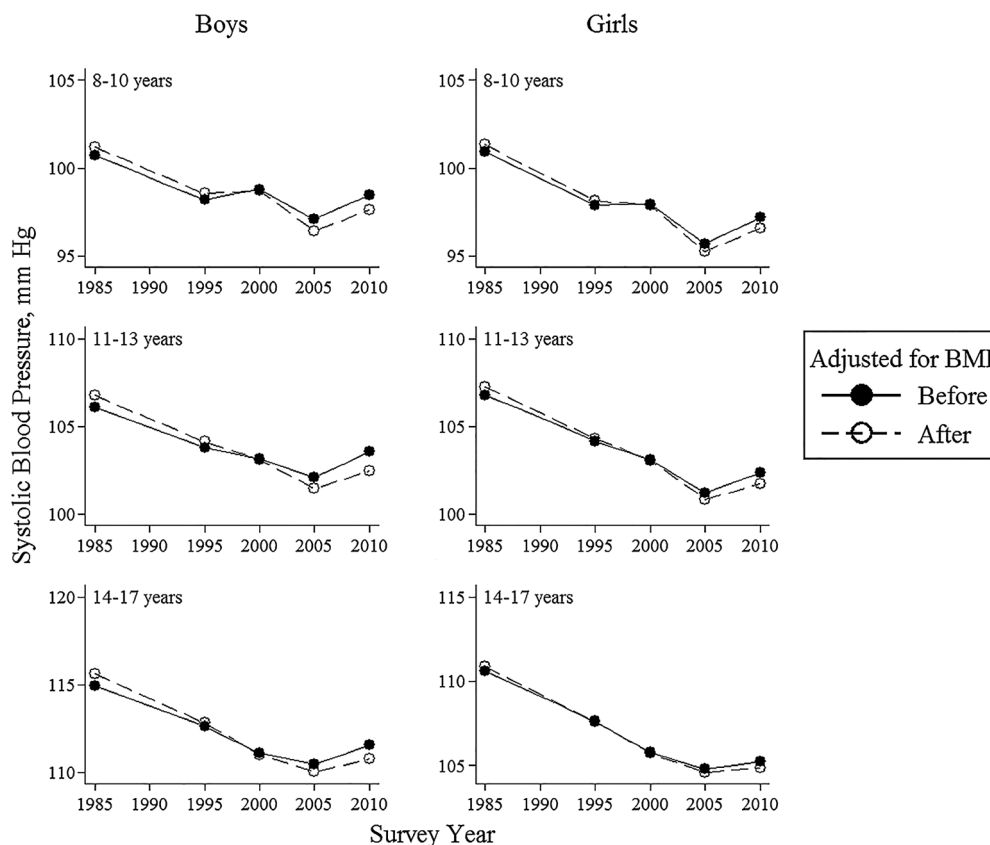 Boys
Girls
Systolic Blood Pressure, mm Hg
8-10 years
105
100
95
1985 1990 1995 2000 2005 2010
8-10 years
105
100
95
1985 1990 1995 2000 2005 2010
11-13 years
110
105
100
1985 1990 1995 2000 2005 2010
11-13 years
110
105
100
1985 1990 1995 2000 2005 2010
14-17 years
120
115
110
1985 1990 1995 2000 2005 2010
14-17 years
115
110
105
1985 1990 1995 2000 2005 2010
Survey Year
Adjusted for BMI
Before
After